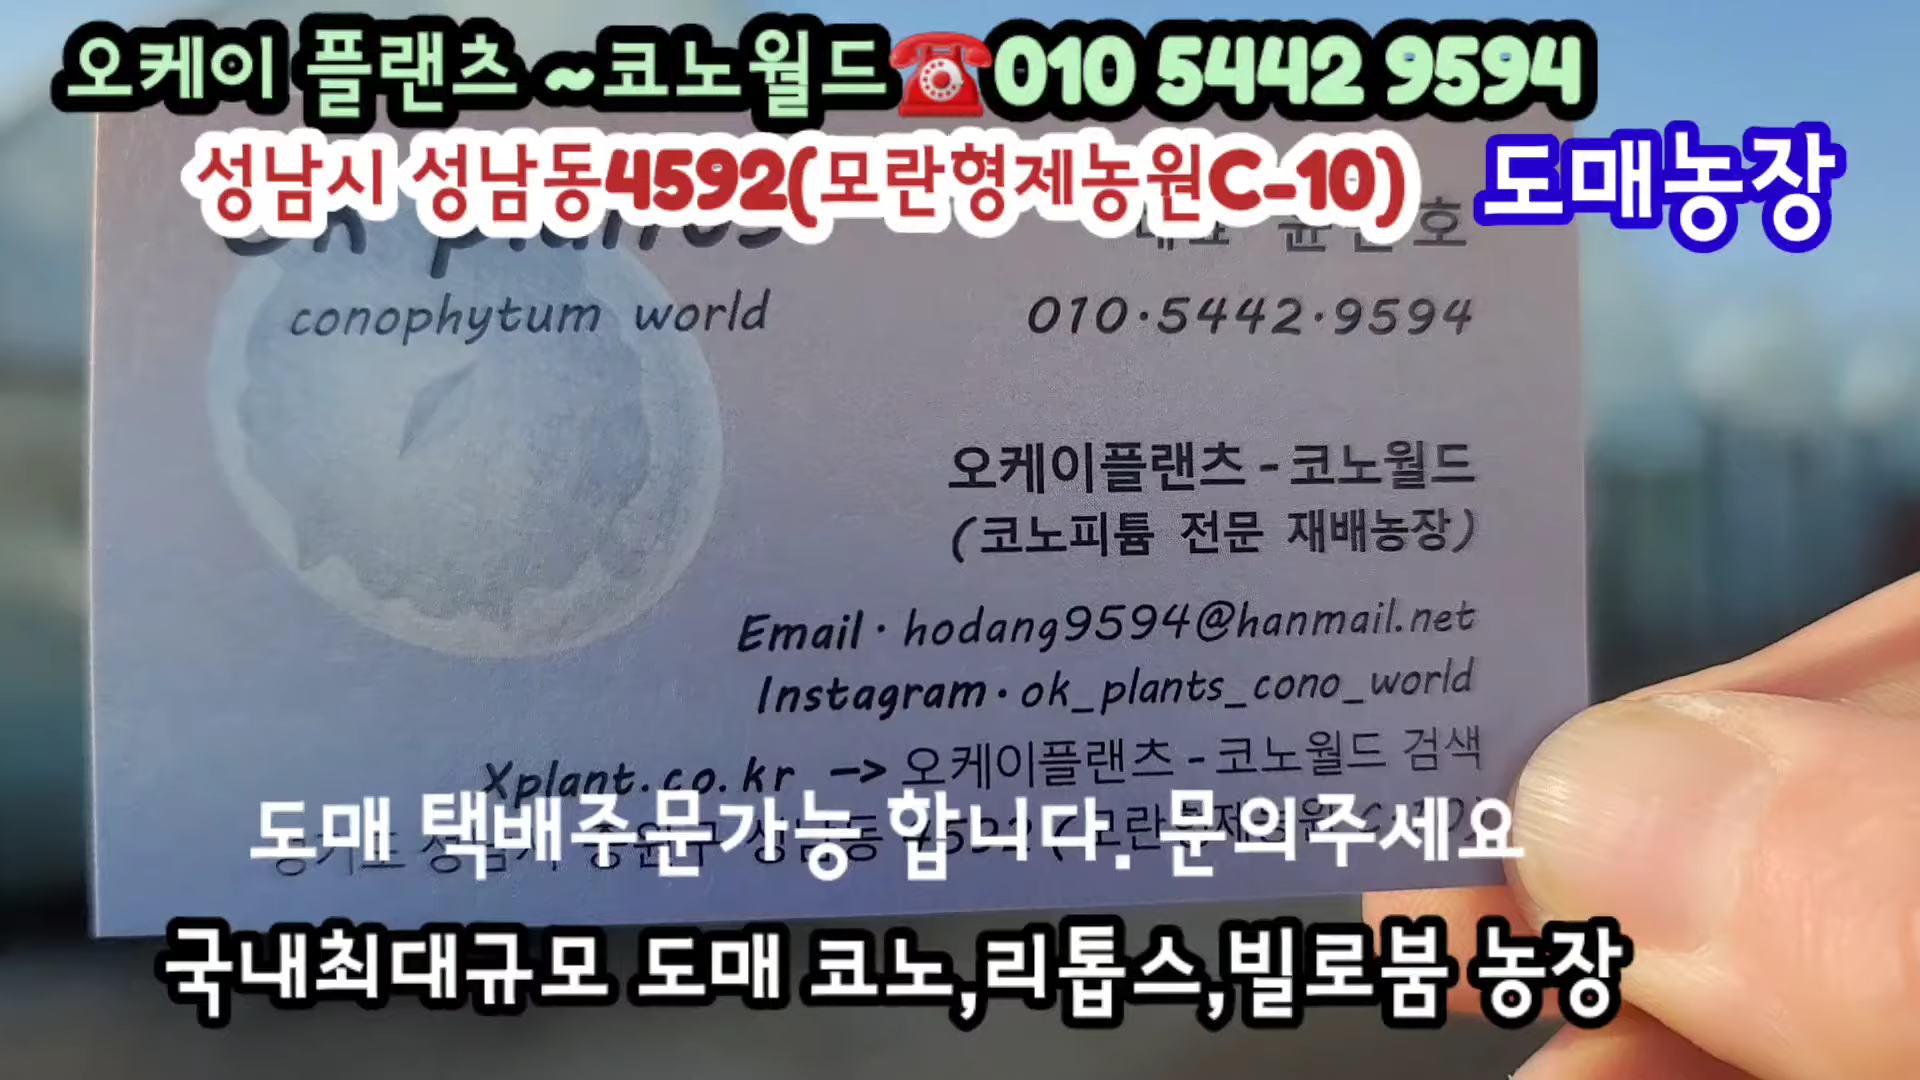 오케이 플랜츠 ~코노월드☎010 5442 9594
성남시 성남동4592(모란형제농원C-10) 도매농장
conophytum world
010·5442·9594
오케이플랜츠-코노월드
(코노피튬 전문 재배농장)
Email · hodang9594@hanmail.net
Instagram · ok_plants_cono_world
Xplant.co.kr —> 오케이플랜츠-코노월드 검색
도매 택배주문가능 합니다. 문의주세요
국내최대규모 도매 코노,리톱스,빌로붐 농장